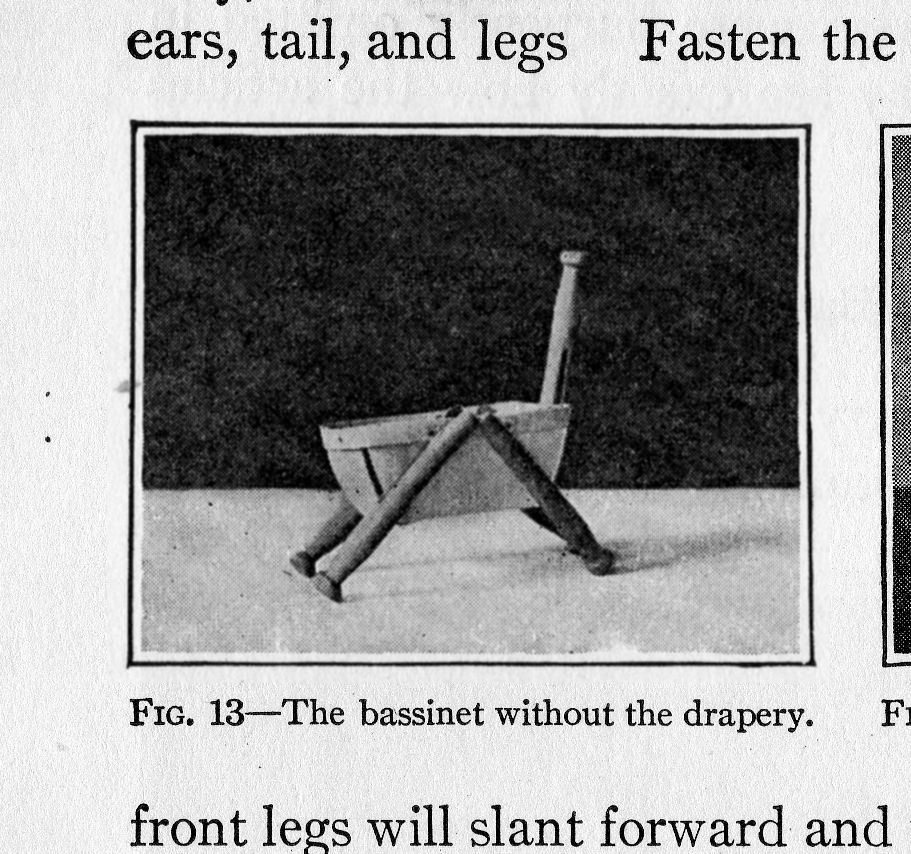 ears, tail, and legs Fasten the
FIG. 13—The bassinet without the drapery.
front legs will slant forward and